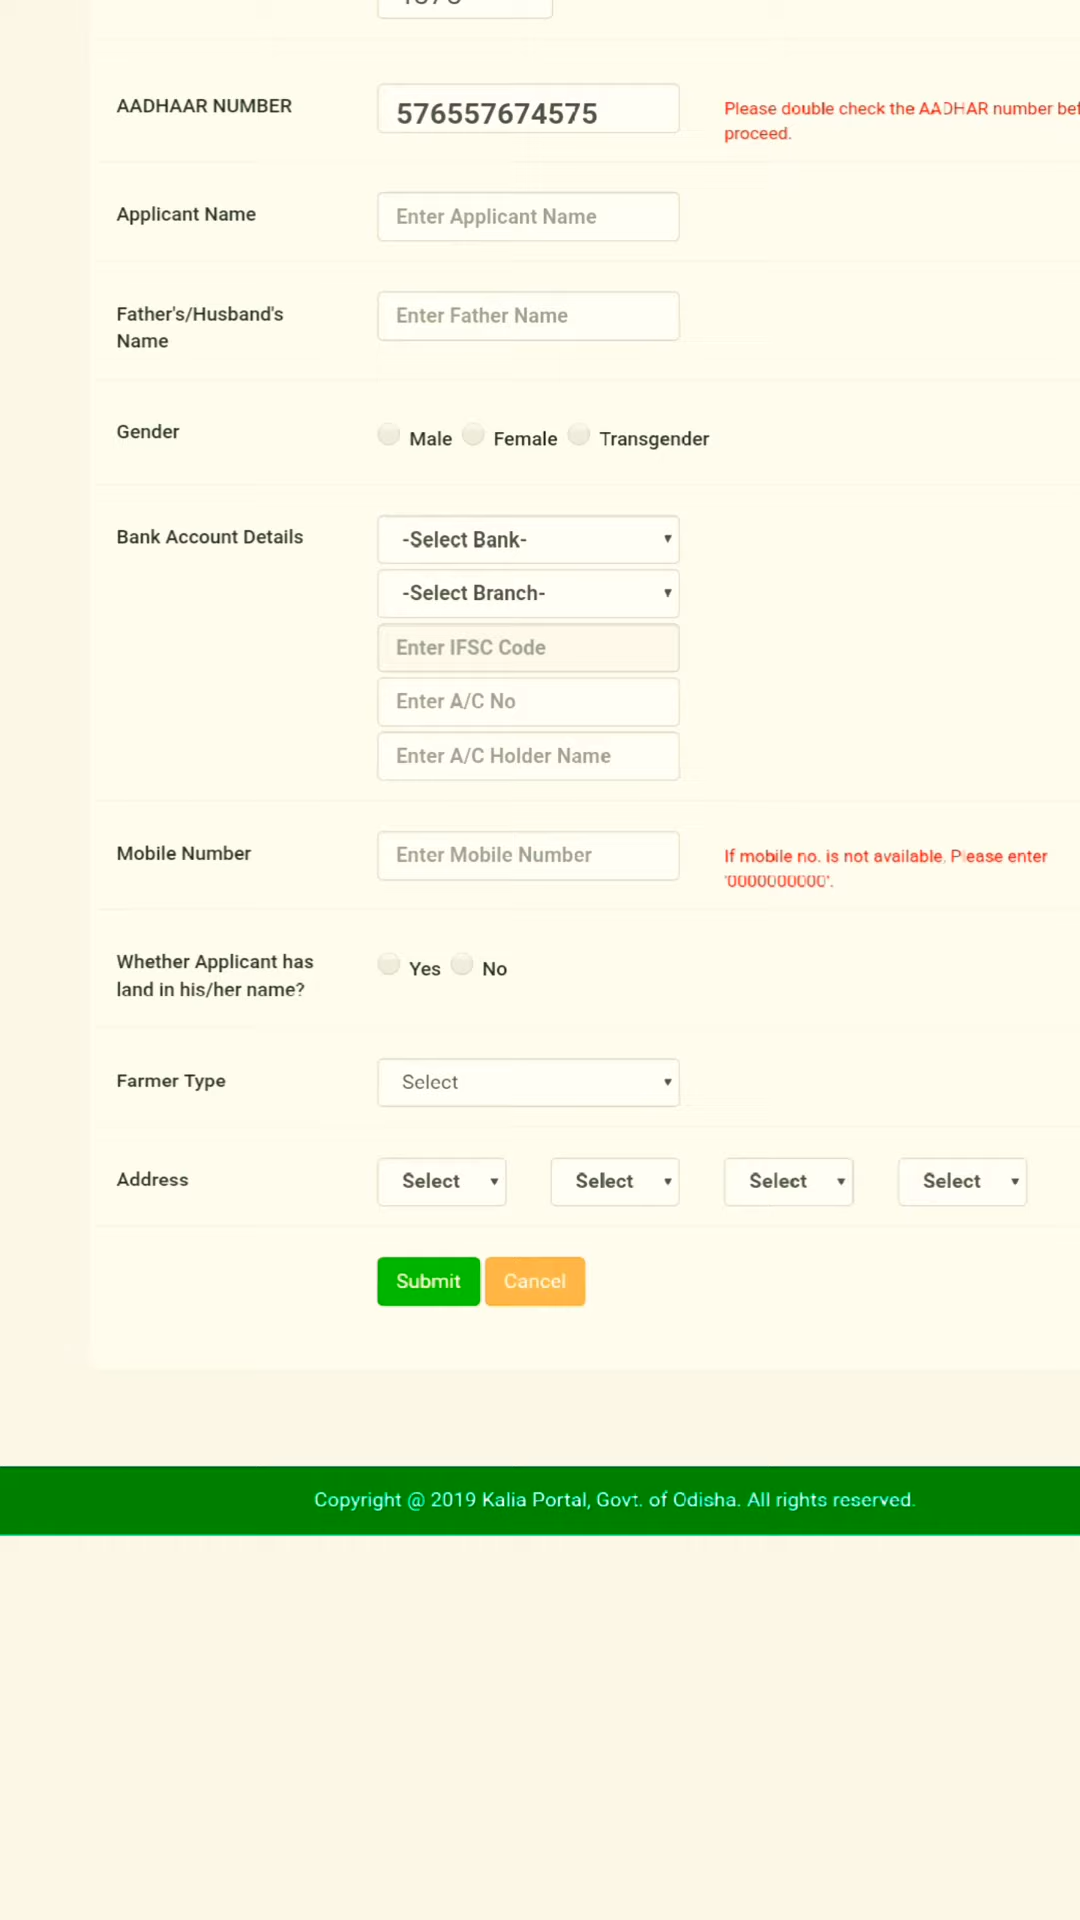 AADHAAR NUMBER
576557674575
Please double check the AADHAR number bef
proceed.
Applicant Name
Enter Applicant Name
Father's/Husband's
Name
Enter Father Name
Gender
Male Female Transgender
Bank Account Details
-Select Bank-
-Select Branch-
Enter IFSC Code
Enter A/C No
Enter A/C Holder Name
Mobile Number
Enter Mobile Number
If mobile no. is not available. Please enter
'0000000000'.
Whether Applicant has
land in his/her name?
Yes No
Farmer Type
Select
Address
Select Select Select Select
Submit Cancel
Copyright @ 2019 Kalia Portal, Govt. of Odisha. All rights reserved.